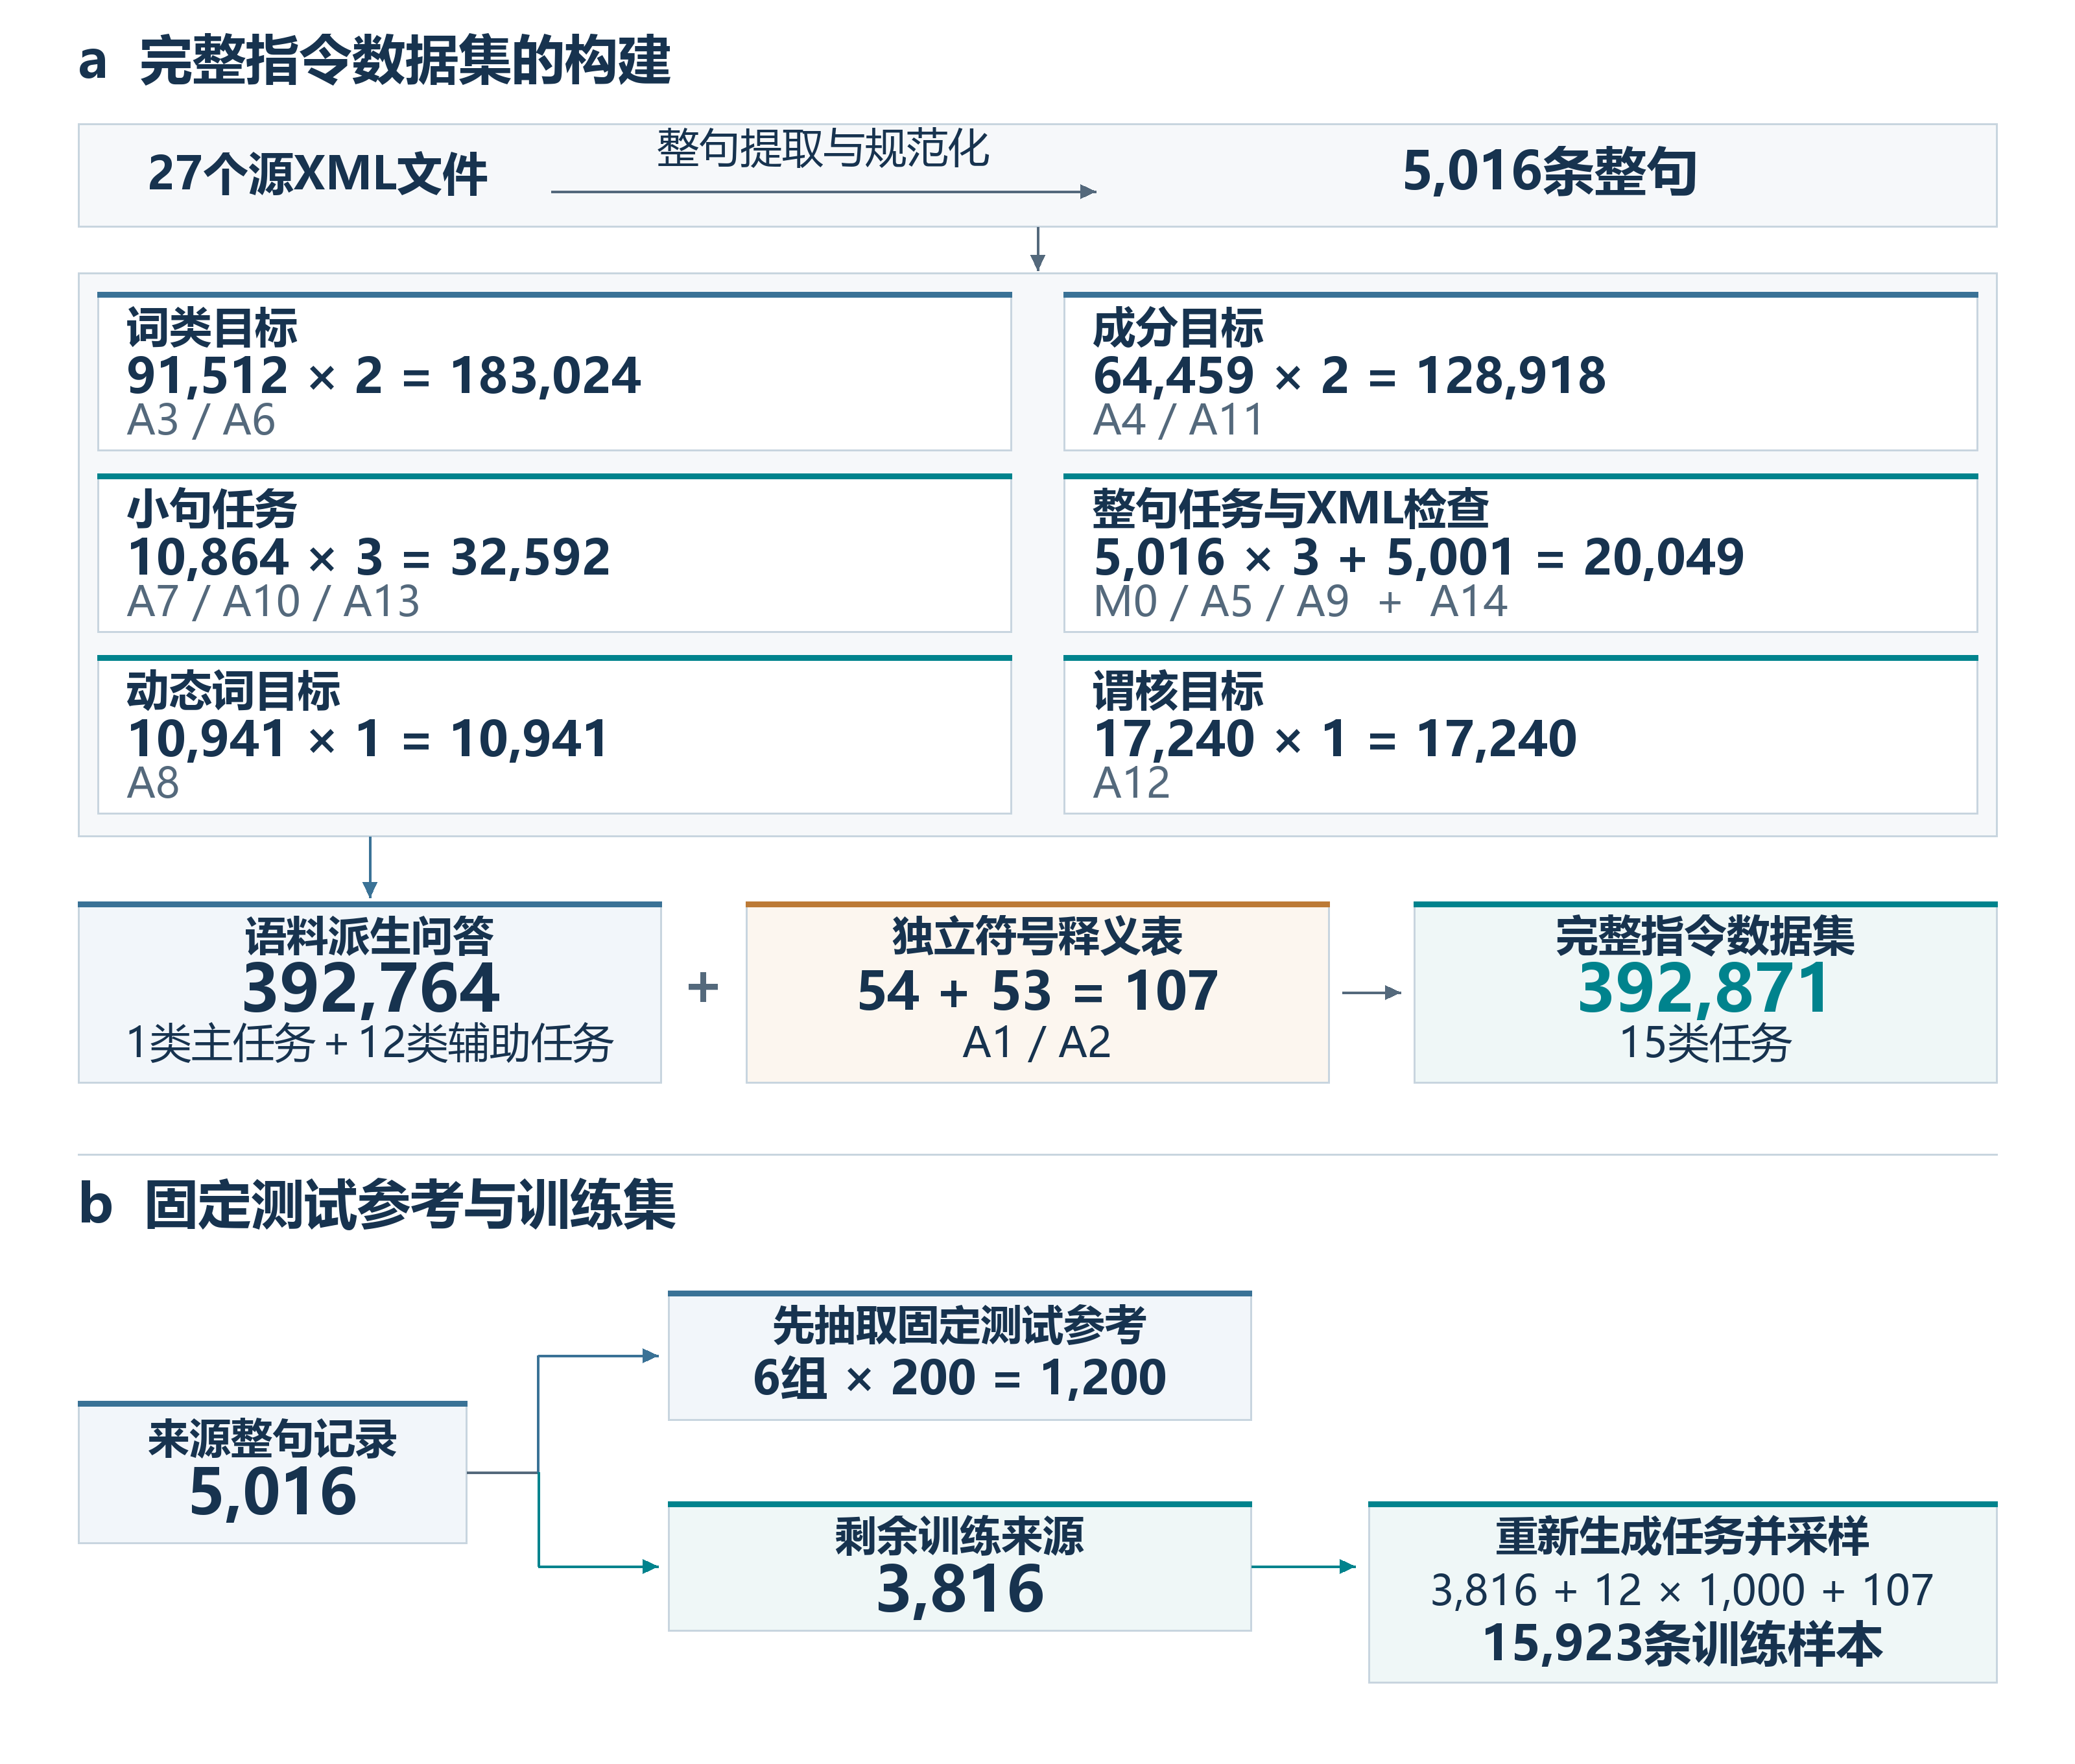 a 完整指令数据集的构建
27个源XML文件
整句提取与规范化
5,016条整句
词类目标
91,512 × 2 = 183,024
A3 / A6
成分目标
64,459 × 2 = 128,918
A4 / A11
小句任务
10,864 × 3 = 32,592
A7 / A10 / A13
整句任务与XML检查
5,016 × 3 + 5,001 = 20,049
M0 / A5 / A9 + A14
动态词目标
10,941 × 1 = 10,941
A8
谓核目标
17,240 × 1 = 17,240
A12
语料派生问答
392,764
1类主任务 + 12类辅助任务
+
独立符号释义表
54 + 53 = 107
A1 / A2
完整指令数据集
392,871
15类任务
b 固定测试参考与训练集
来源整句记录
5,016
先抽取固定测试参考
6组 × 200 = 1,200
剩余训练来源
3,816
重新生成任务并采样
3,816 + 12 × 1,000 + 107
15,923条训练样本